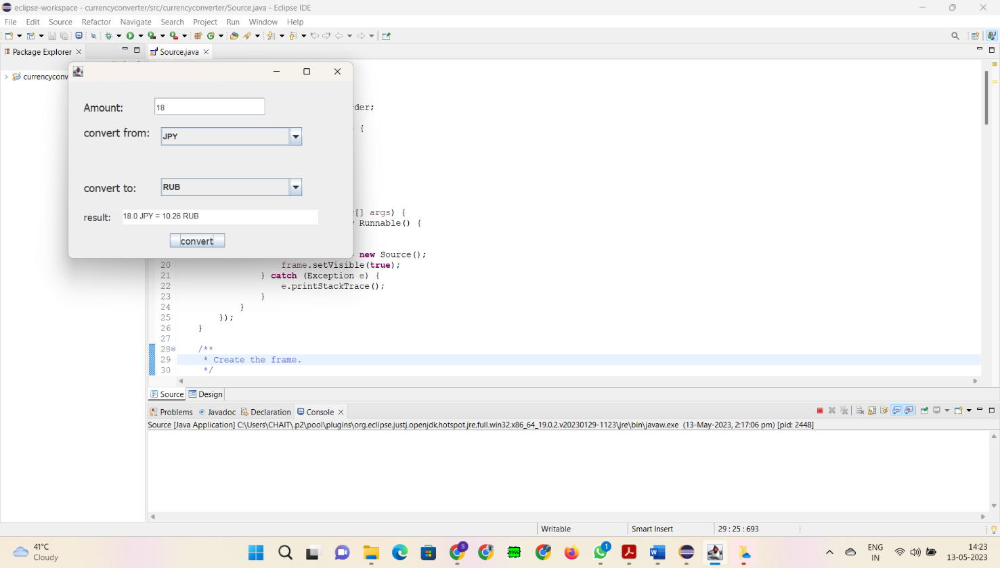 eclipse-workspace - currencyconverter/src/currencyconverter/Source.java - Eclipse IDE
File Edit Source Refactor Navigate Search Project Run Window Help
Package Explorer
Source.java
currencyconv
Amount: 18
convert from: JPY
convert to: RUB
result: 18.0 JPY = 10.26 RUB
convert
der;
{
[] args) {
Runnable() {
new Source();
20 frame.setVisible(true);
21 } catch (Exception e) {
22 e.printStackTrace();
23 }
24 }
25 });
26 }
27
28 /**
29 * Create the frame.
30 */
Source Design
Problems @ Javadoc Declaration Console
Source [Java Application] C:\Users\CHAIT\.p2\pool\plugins\org.eclipse.justj.openjdk.hotspot.jre.full.win32.x86_64_19.0.2.v20230129-1123\jre\bin\javaw.exe (13-May-2023, 2:17:06 pm) [pid: 2448]
Writable Smart Insert 29 : 25 : 693
41°C
Cloudy
S
1
ENG
IN
14:23
13-05-2023